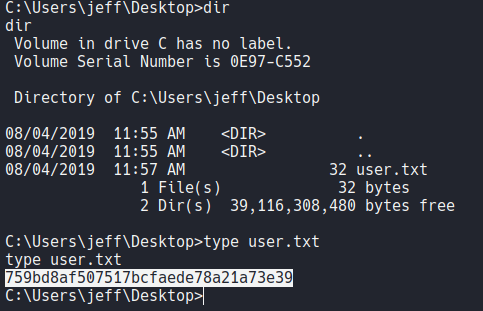 C:\Users\jeff\Desktop>dir
dir
 Volume in drive C has no label.
 Volume Serial Number is 0E97-C552

 Directory of C:\Users\jeff\Desktop

08/04/2019  11:55 AM    <DIR>          .
08/04/2019  11:55 AM    <DIR>          ..
08/04/2019  11:57 AM                32 user.txt
               1 File(s)             32 bytes
               2 Dir(s)  39,116,308,480 bytes free

C:\Users\jeff\Desktop>type user.txt
type user.txt
759bd8af507517bcfaede78a21a73e39
C:\Users\jeff\Desktop>